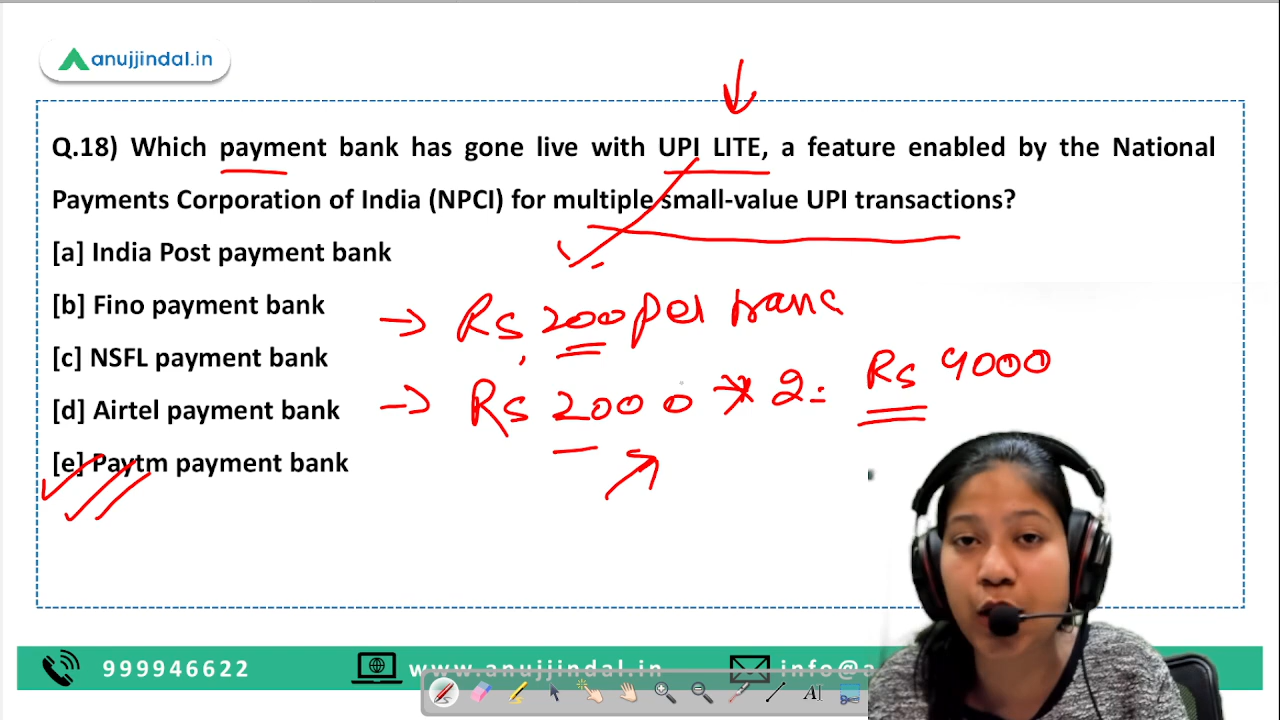 anujjindal.in
Q.18) Which payment bank has gone live with UPI LITE, a feature enabled by the National
Payments Corporation of India (NPCI) for multiple small-value UPI transactions?
[a] India Post payment bank
[b] Fino payment bank
→ Rs 200 per trans
[c] NSFL payment bank
[d] Airtel payment bank
→ Rs 2000 * 2 = Rs 4000
[e] Paytm payment bank
999946622
www.anujjindal.in
info@a
A